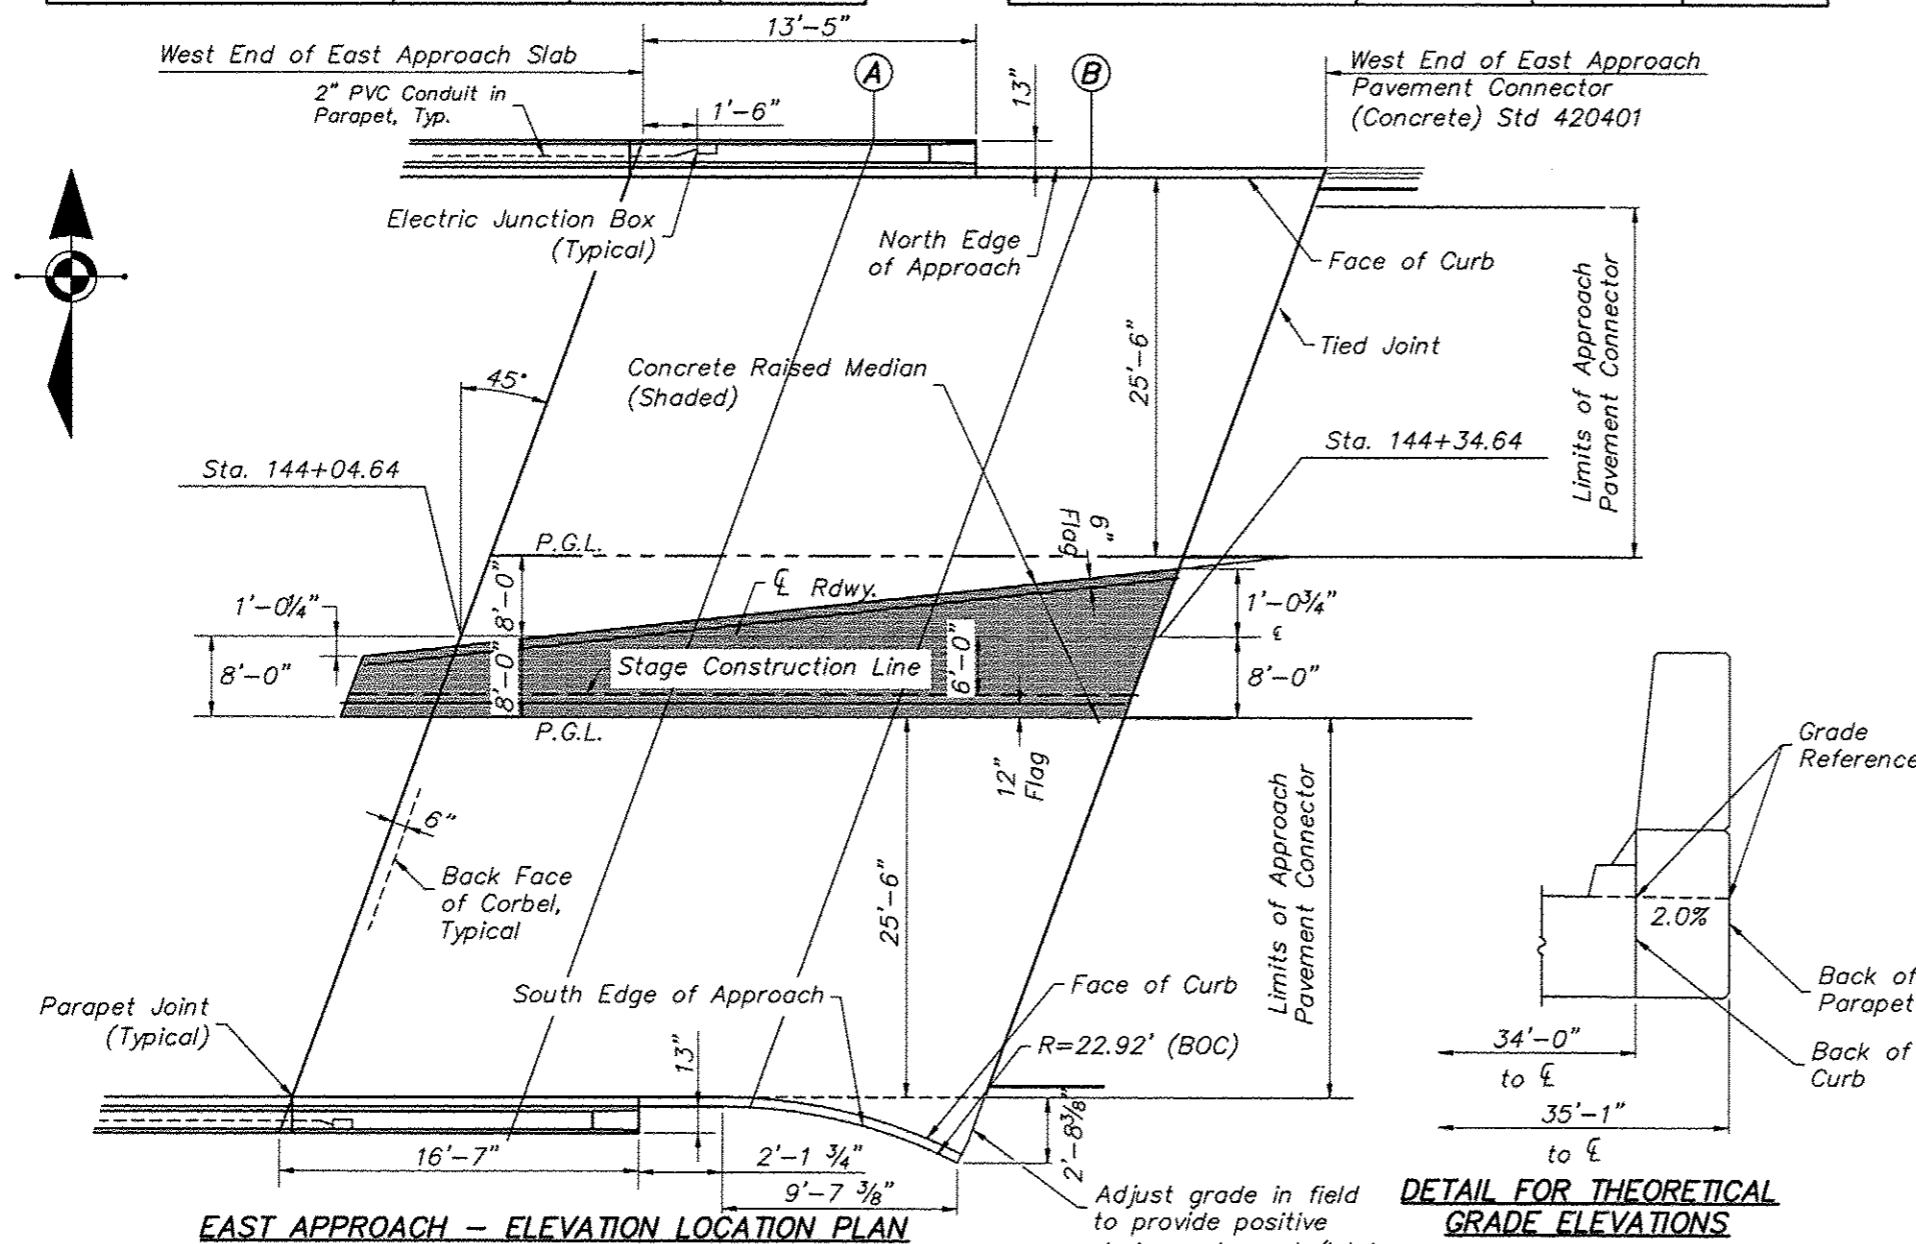 13'-5"
West End of East Approach Slab
A
B
West End of East Approach
Pavement Connector
(Concrete) Std 420401
2" PVC Conduit in
Parapet, Typ.
1'-6"
13"
Electric Junction Box
(Typical)
North Edge
of Approach
Face of Curb
Limits of Approach
Pavement Connector
Tied Joint
25'-6"
Concrete Raised Median
(Shaded)
45°
Sta. 144+04.64
Sta. 144+34.64
6"
Flag
P.G.L.
8'-0"
℄ Rdwy.
1'-0¼"
1'-0¾"
℄
8'-0"
8'-0"
Stage Construction Line
6'-0"
8'-0"
P.G.L.
12"
Flag
Grade
Reference
6"
Back Face
of Corbel,
Typical
25'-6"
Limits of Approach
Pavement Connector
2.0%
Back of
Parapet
South Edge of Approach
Face of Curb
Parapet Joint
(Typical)
13"
R=22.92' (BOC)
34'-0"
to ℄
Back of
Curb
35'-1"
to ℄
16'-7"
2'-1 ¾"
9'-7 ⅜"
2'-8⅜"
Adjust grade in field
to provide positive
EAST APPROACH – ELEVATION LOCATION PLAN
DETAIL FOR THEORETICAL
GRADE ELEVATIONS